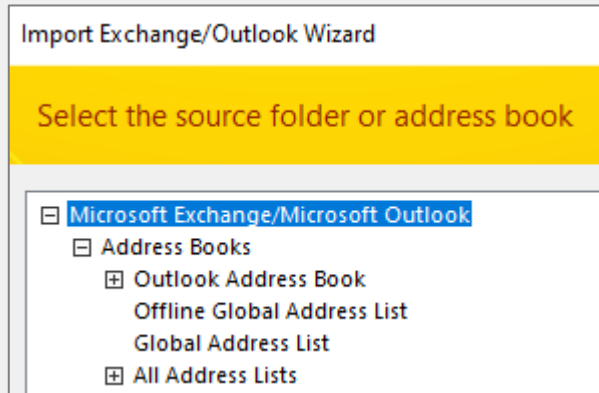 Import Exchange/Outlook Wizard
Select the source folder or address book
Microsoft Exchange/Microsoft Outlook
Address Books
Outlook Address Book
Offline Global Address List
Global Address List
All Address Lists